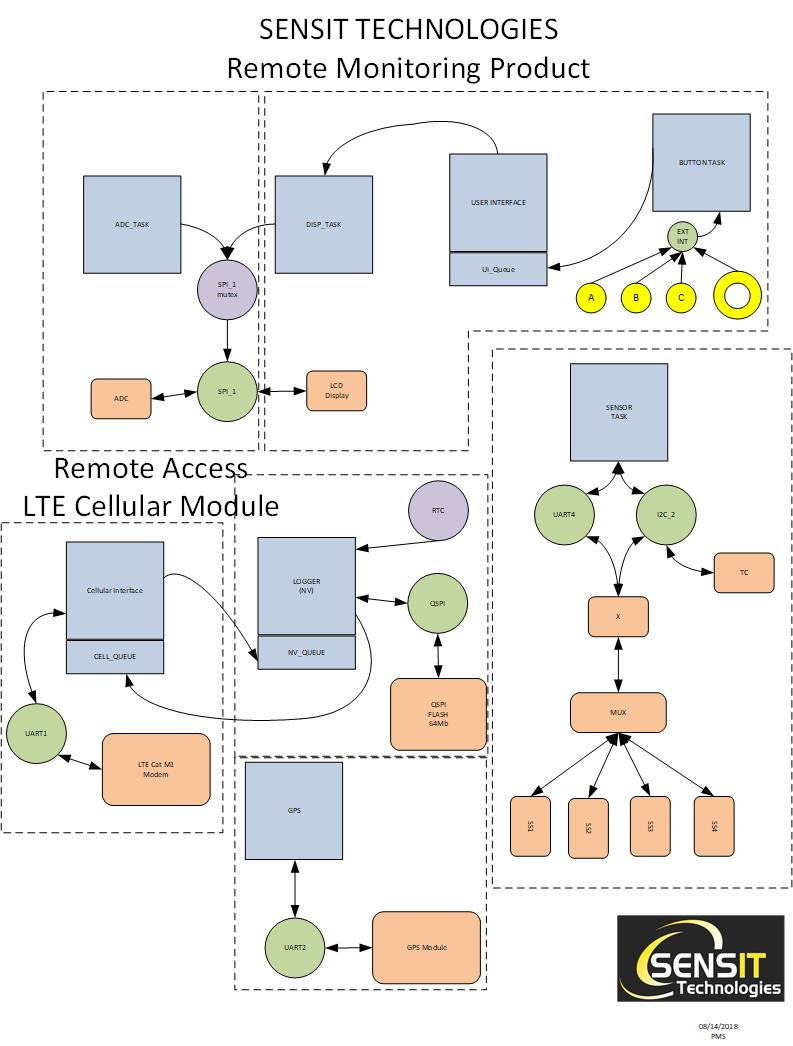 SENSIT TECHNOLOGIES
Remote Monitoring Product
BUTTON TASK
ADC_TASK
DISP_TASK
USER INTERFACE
EXT
INT
Ui_Queue
SPI_1
mutex
A
B
C
ADC
SPI_1
LCD
Display
SENSOR
TASK
Remote Access
LTE Cellular Module
RTC
UART4
I2C_2
Cellular Interface
LOGGER
(NV)
QSPI
TC
X
CELL_QUEUE
NV_QUEUE
QSPI
FLASH
64Mb
MUX
UART1
LTE Cat M1
Modem
GPS
SS1
SS2
SS3
SS4
UART2
GPS Module
SENSIT
Technologies
08/14/2018
PMS